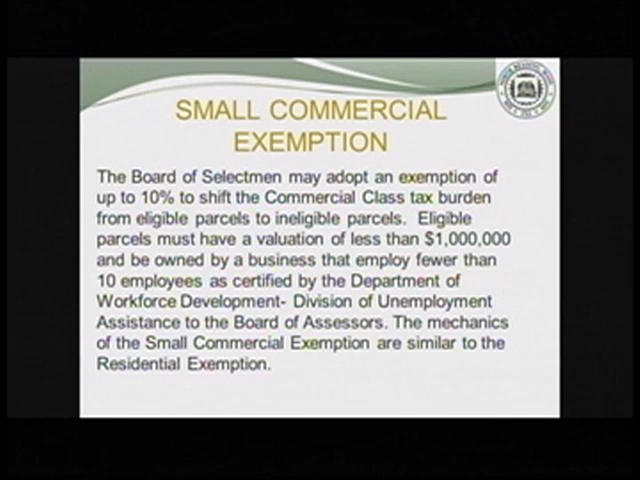 SMALL COMMERCIAL
EXEMPTION
The Board of Selectmen may adopt an exemption of
up to 10% to shift the Commercial Class tax burden
from eligible parcels to ineligible parcels. Eligible
parcels must have a valuation of less than $1,000,000
and be owned by a business that employ fewer than
10 employees as certified by the Department of
Workforce Development- Division of Unemployment
Assistance to the Board of Assessors. The mechanics
of the Small Commercial Exemption are similar to the
Residential Exemption.